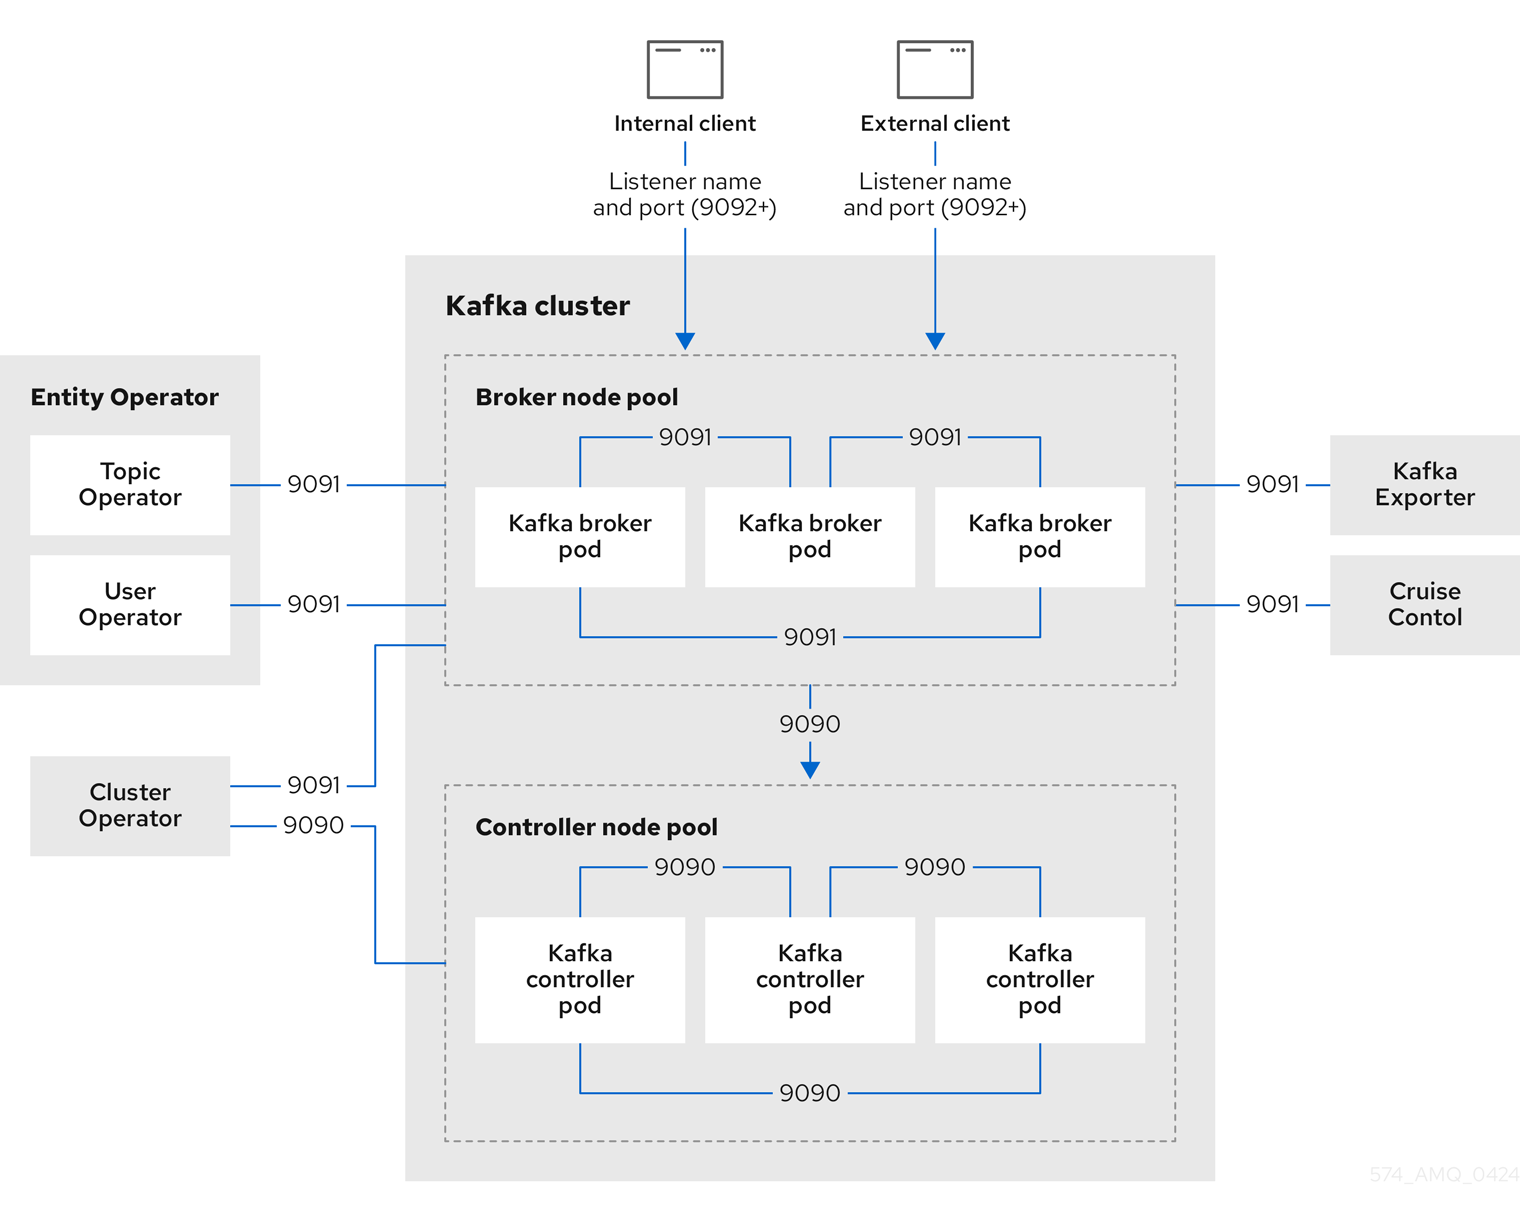 Internal client
External client
Listener name
and port (9092+)
Listener name
and port (9092+)
Kafka cluster
Entity Operator
Topic
Operator
9091
User
Operator
9091
Broker node pool
9091
9091
Kafka broker
pod
Kafka broker
pod
Kafka broker
pod
9091
9091
Kafka
Exporter
9091
Cruise
Contol
9090
Cluster
Operator
9091
9090
Controller node pool
9090
9090
Kafka
controller
pod
Kafka
controller
pod
Kafka
controller
pod
9090
574_AMQ_0424